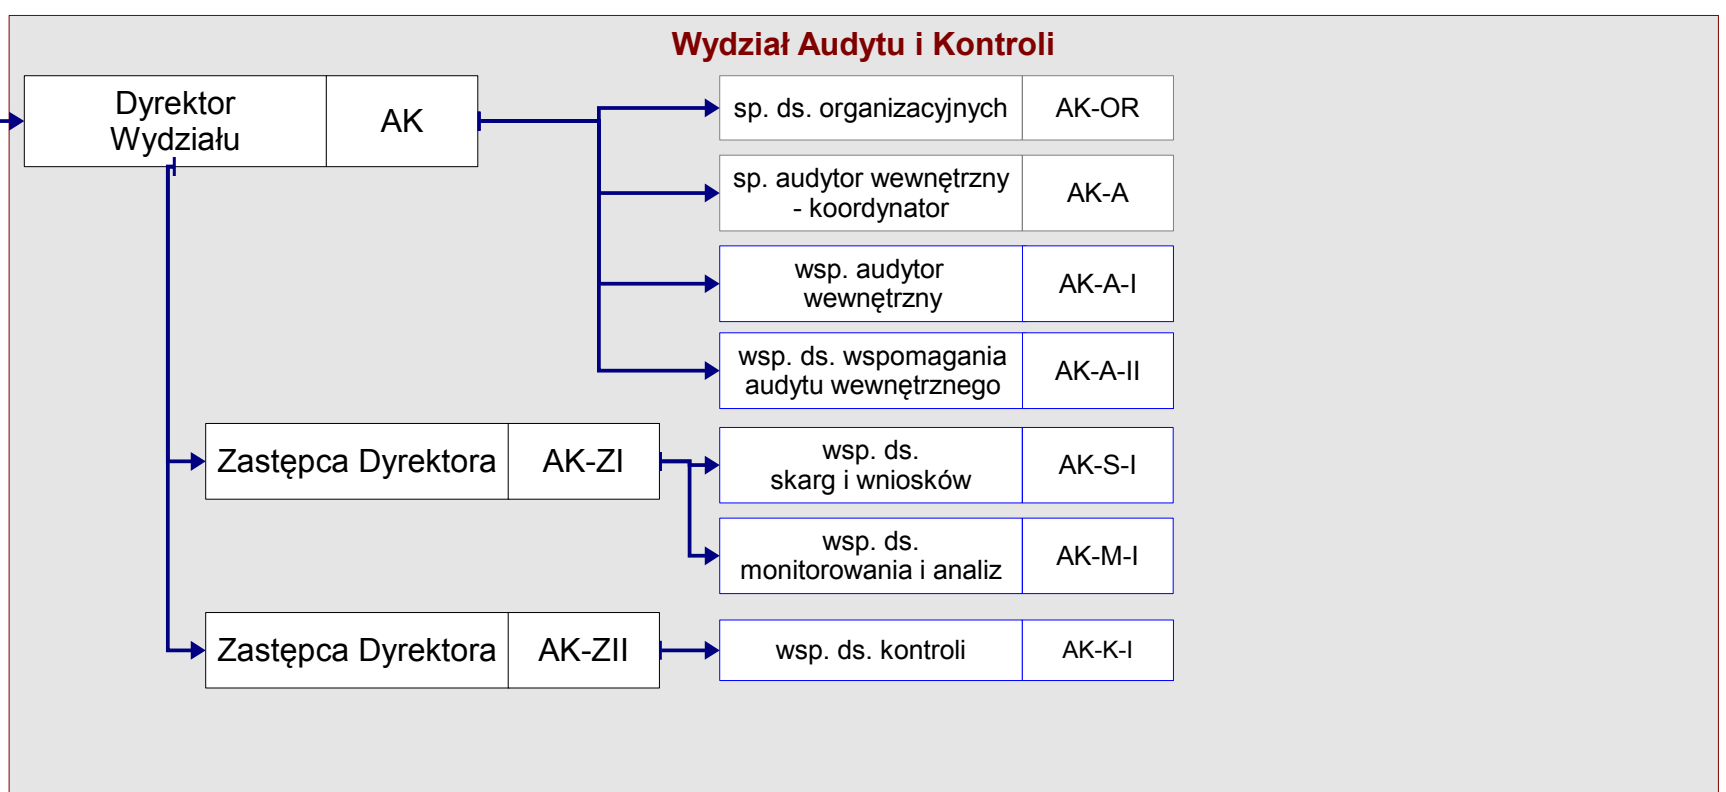 Wydział Audytu i Kontroli
Dyrektor
Wydziału
AK
sp. ds. organizacyjnych
AK-OR
sp. audytor wewnętrzny
- koordynator
AK-A
wsp. audytor
wewnętrzny
AK-A-I
wsp. ds. wspomagania
audytu wewnętrznego
AK-A-II
Zastępca Dyrektora
AK-ZI
wsp. ds.
skarg i wniosków
AK-S-I
wsp. ds.
monitorowania i analiz
AK-M-I
Zastępca Dyrektora
AK-ZII
wsp. ds. kontroli
AK-K-I